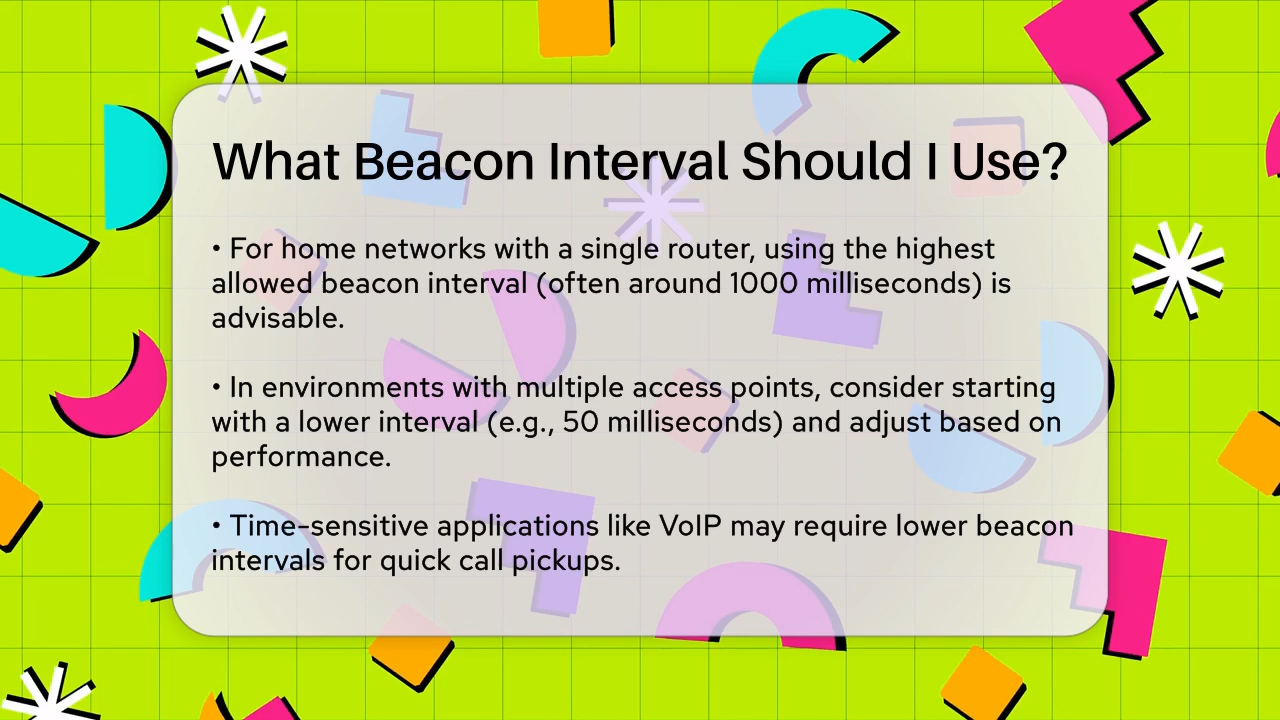 What Beacon Interval Should I Use?
• For home networks with a single router, using the highest
allowed beacon interval (often around 1000 milliseconds) is
advisable.
• In environments with multiple access points, consider starting
with a lower interval (e.g., 50 milliseconds) and adjust based on
performance.
• Time-sensitive applications like VoIP may require lower beacon
intervals for quick call pickups.